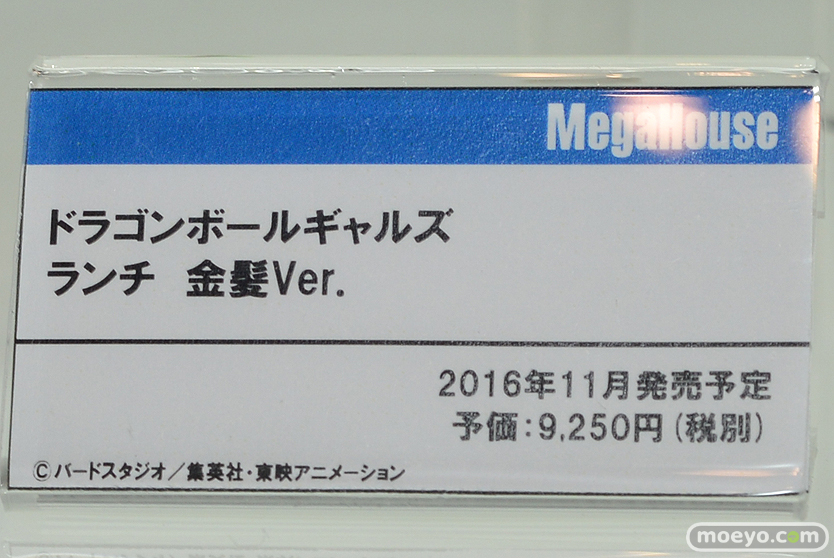 MegaHouse
ドラゴンボールギャルズ
ランチ 金髪Ver.
2016年11月発売予定
予価:9,250円(税別)
©バードスタジオ/集英社・東映アニメーション
moeyo.com